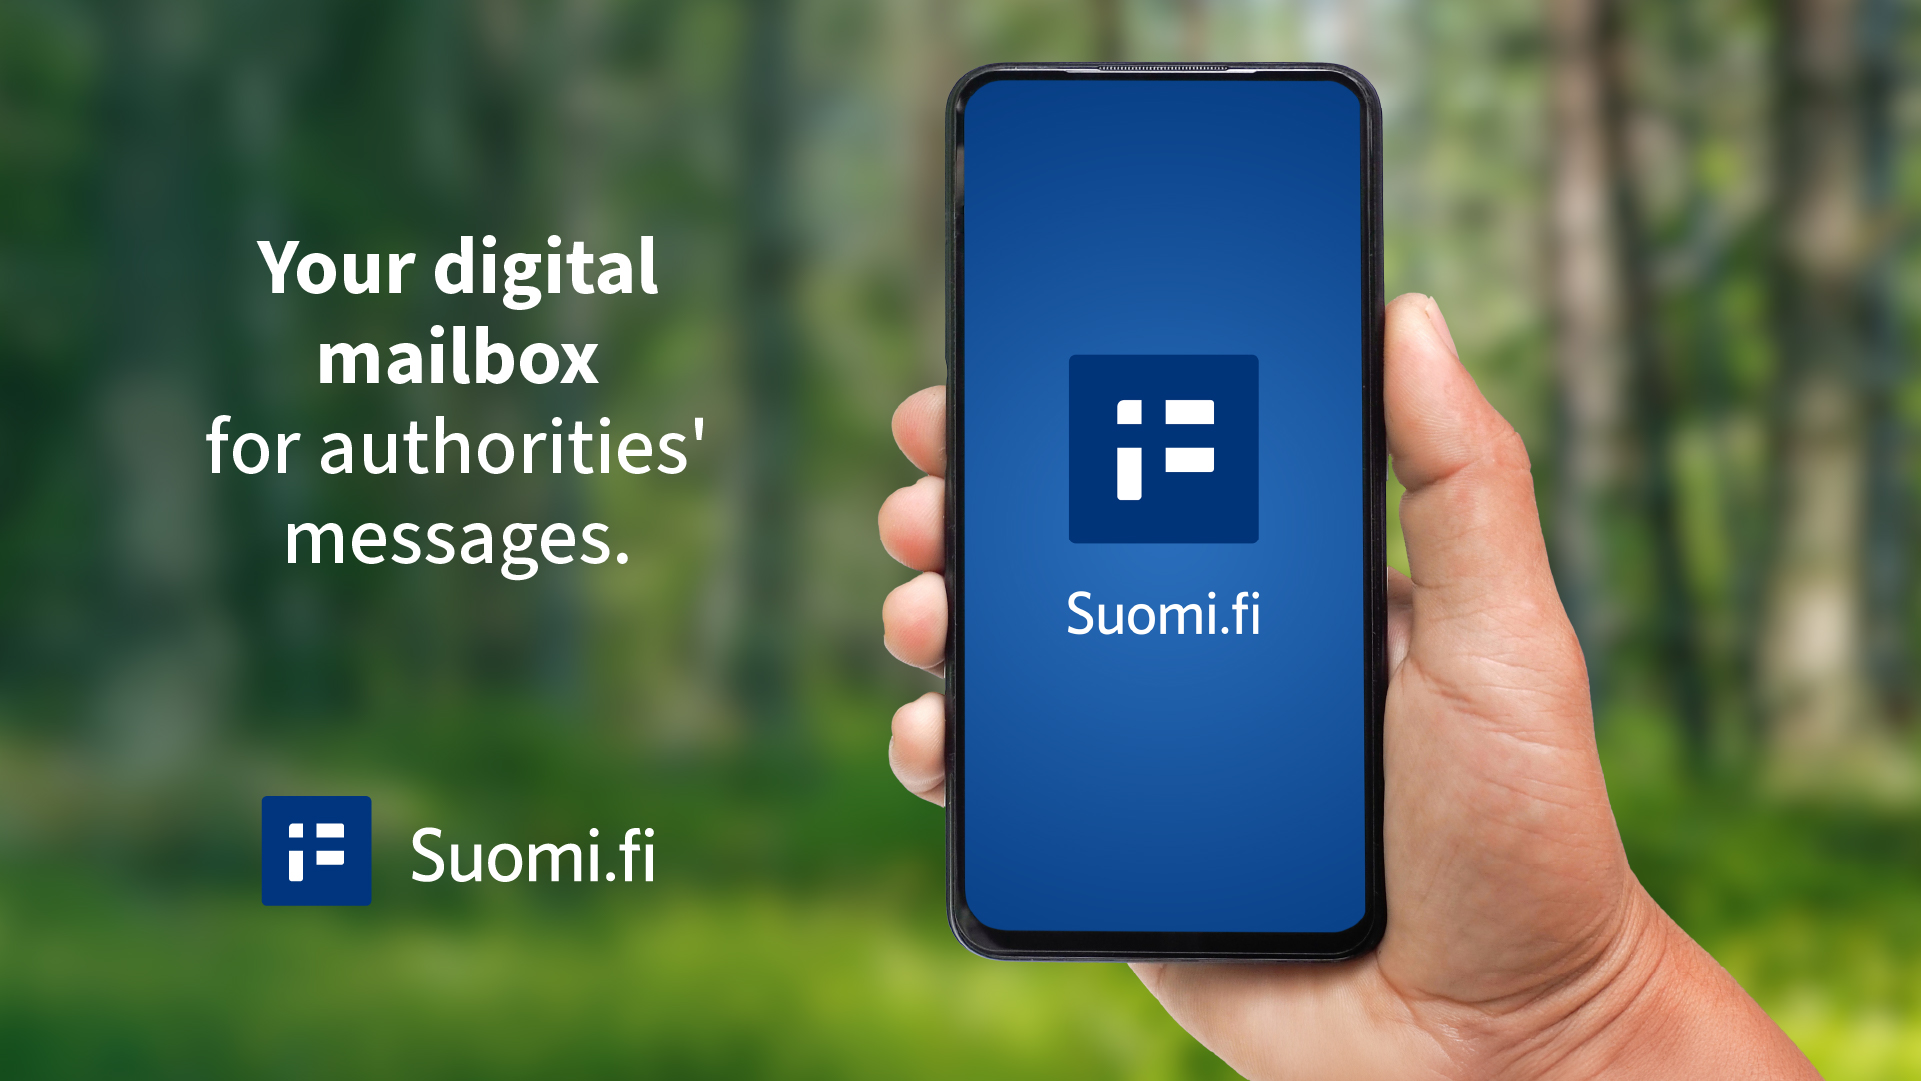 Your digital
mailbox
for authorities'
messages.
Suomi.fi
Suomi.fi